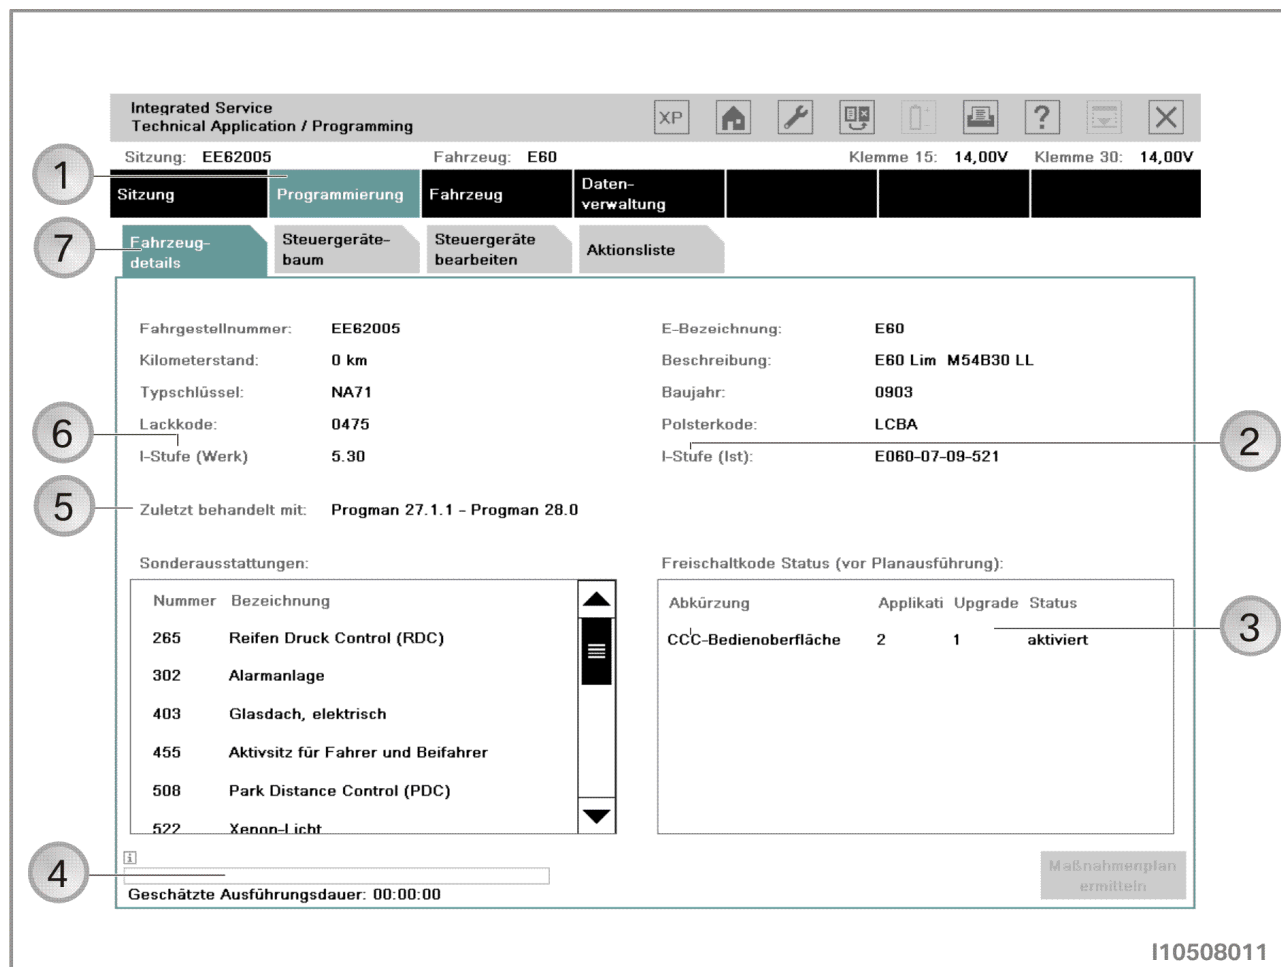 Integrated Service
Technical Application / Programming
XP
?
Sitzung: EE62005 Fahrzeug: E60 Klemme 15: 14,00V Klemme 30: 14,00V
1
Sitzung
Programmierung
Fahrzeug
Daten-
verwaltung
7
Fahrzeug-
details
Steuergeräte-
baum
Steuergeräte
bearbeiten
Aktionsliste
Fahrgestellnummer: EE62005 E-Bezeichnung: E60
Kilometerstand: 0 km Beschreibung: E60 Lim M54B30 LL
Typschlüssel: NA71 Baujahr: 0903
Lackkode: 0475 Polsterkode: LCBA
6
2
I-Stufe (Werk) 5.30 I-Stufe (Ist): E060-07-09-521
5
Zuletzt behandelt mit: Progman 27.1.1 - Progman 28.0
Sonderausstattungen: Freischaltkode Status (vor Planausführung):
Nummer Bezeichnung Abkürzung Applikati Upgrade Status
265 Reifen Druck Control (RDC) CCC-Bedienoberfläche 2 1 aktiviert
3
302 Alarmanlage
403 Glasdach, elektrisch
455 Aktivsitz für Fahrer und Beifahrer
508 Park Distance Control (PDC)
522 Xenon-Licht
i
4
Geschätzte Ausführungsdauer: 00:00:00
Maßnahmenplan
ermitteln
I10508011